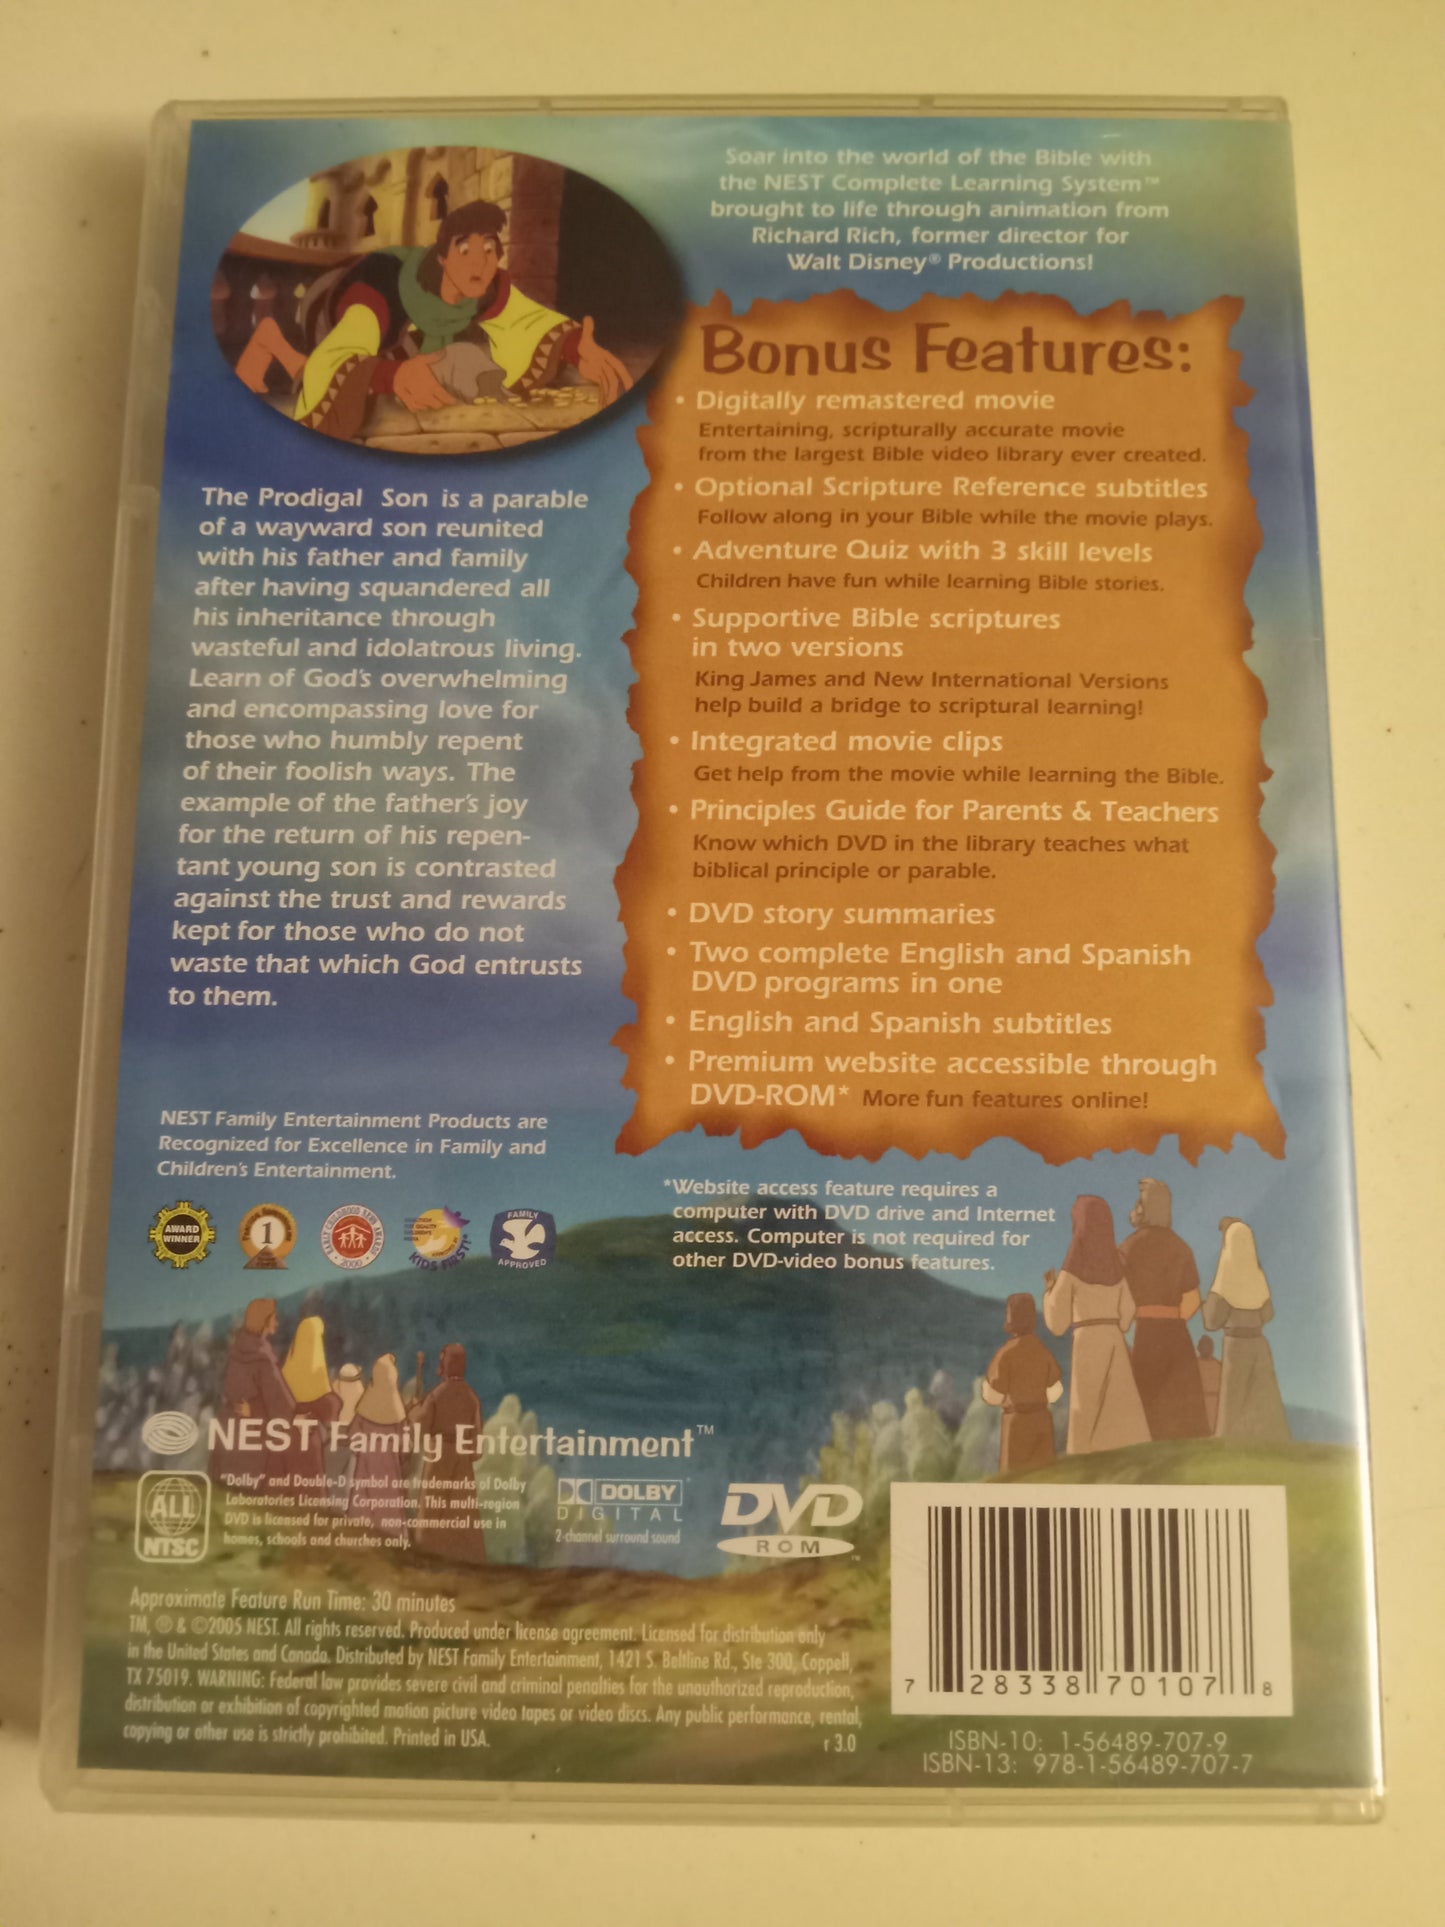 Soar into the world of the Bible with
the NEST Complete Learning System™
brought to life through animation from
Richard Rich, former director for
Walt Disney® Productions!
The Prodigal Son is a parable
of a wayward son reunited
with his father and family
after having squandered all
his inheritance through
wasteful and idolatrous living.
Learn of God's overwhelming
and encompassing love for
those who humbly repent
of their foolish ways. The
example of the father's joy
for the return of his repen-
tant young son is contrasted
against the trust and rewards
kept for those who do not
waste that which God entrusts
to them.
Bonus Features:
• Digitally remastered movie
Entertaining, scripturally accurate movie
from the largest Bible video library ever created.
• Optional Scripture Reference subtitles
Follow along in your Bible while the movie plays.
• Adventure Quiz with 3 skill levels
Children have fun while learning Bible stories.
• Supportive Bible scriptures
in two versions
King James and New International Versions
help build a bridge to scriptural learning!
• Integrated movie clips
Get help from the movie while learning the Bible.
• Principles Guide for Parents & Teachers
Know which DVD in the library teaches what
biblical principle or parable.
• DVD story summaries
• Two complete English and Spanish
DVD programs in one
• English and Spanish subtitles
• Premium website accessible through
DVD-ROM* More fun features online!
*Website access feature requires a
computer with DVD drive and Internet
access. Computer is not required for
other DVD-video bonus features.
NEST Family Entertainment Products are
Recognized for Excellence in Family and
Children's Entertainment.
AWARD
WINNER
1
2000
KIDS FIRST!®
FAMILY
APPROVED
NEST Family Entertainment™
ALL
NTSC
"Dolby" and Double-D symbol are trademarks of Dolby
Laboratories Licensing Corporation. This multi-region
DVD is licensed for private, non-commercial use in
homes, schools and churches only.
DOLBY
DIGITAL
2-channel surround sound
DVD
ROM
Approximate Feature Run Time: 30 minutes
TM, ® & ©2005 NEST. All rights reserved. Produced under license agreement. Licensed for distribution only
in the United States and Canada. Distributed by NEST Family Entertainment, 1421 S. Beltline Rd., Ste 300, Coppell,
TX 75019. WARNING: Federal law provides severe civil and criminal penalties for the unauthorized reproduction,
distribution or exhibition of copyrighted motion picture video tapes or video discs. Any public performance, rental,
copying or other use is strictly prohibited. Printed in USA.
r 3.0
7 28338 70107 8
ISBN-10: 1-56489-707-9
ISBN-13: 978-1-56489-707-7